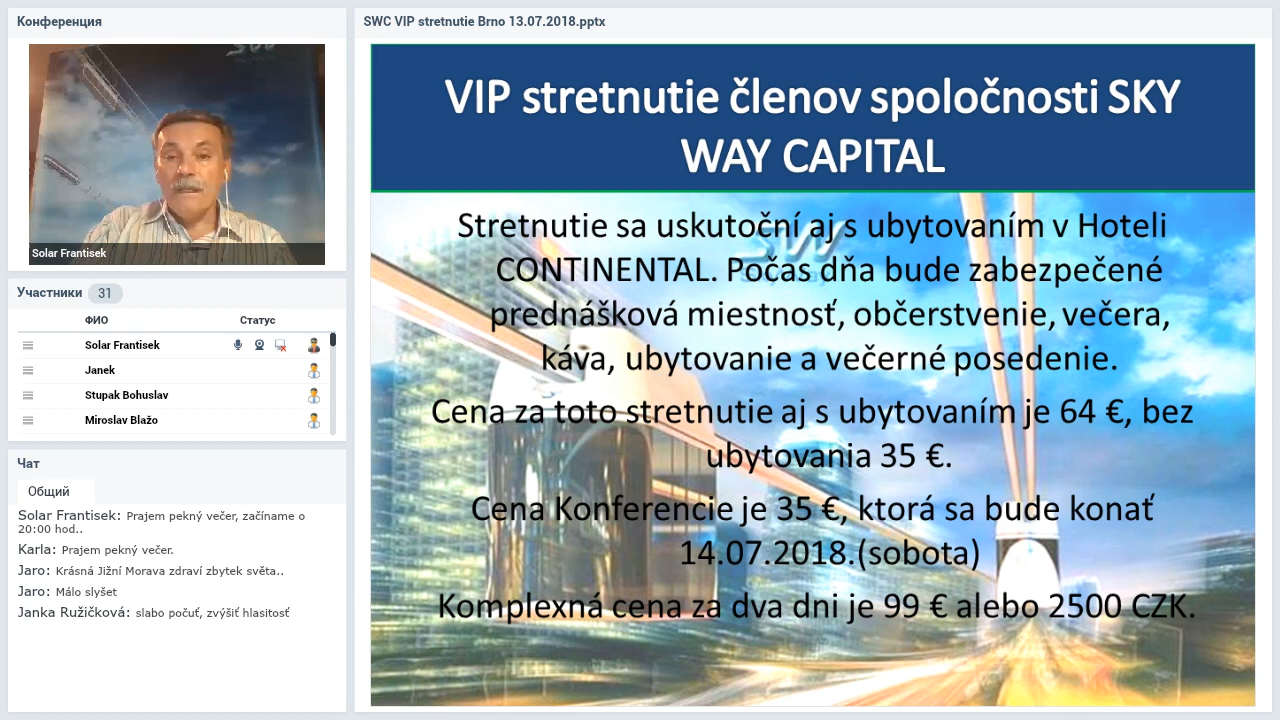 Конференция
Solar Frantisek
Участники 31
ФИО Статус
Solar Frantisek
Janek
Stupak Bohuslav
Miroslav Blažo
Чат
Общий
Solar Frantisek: Prajem pekný večer, začíname o
20:00 hod..
Karla: Prajem pekný večer.
Jaro: Krásná Jižní Morava zdraví zbytek světa..
Jaro: Málo slyšet
Janka Ružičková: slabo počuť, zvýšiť hlasitosť
SWC VIP stretnutie Brno 13.07.2018.pptx
VIP stretnutie členov spoločnosti SKY
WAY CAPITAL
Stretnutie sa uskutoční aj s ubytovaním v Hoteli
CONTINENTAL. Počas dňa bude zabezpečené
prednášková miestnosť, občerstvenie, večera,
káva, ubytovanie a večerné posedenie.
Cena za toto stretnutie aj s ubytovaním je 64 €, bez
ubytovania 35 €.
Cena Konferencie je 35 €, ktorá sa bude konať
14.07.2018.(sobota)
Komplexná cena za dva dni je 99 € alebo 2500 CZK.